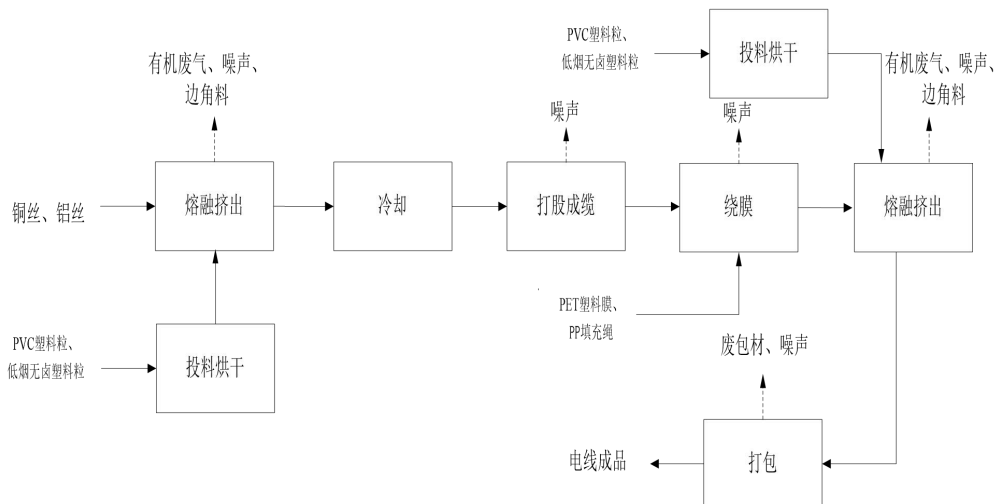 PVC塑料粒、
低烟无卤塑料粒
投料烘干
有机废气、噪声、
边角料
噪声
噪声
有机废气、噪声、
边角料
铜丝、铝丝
熔融挤出
冷却
打股成缆
绕膜
熔融挤出
PET塑料膜、
PP填充绳
PVC塑料粒、
低烟无卤塑料粒
投料烘干
废包材、噪声
电线成品
打包